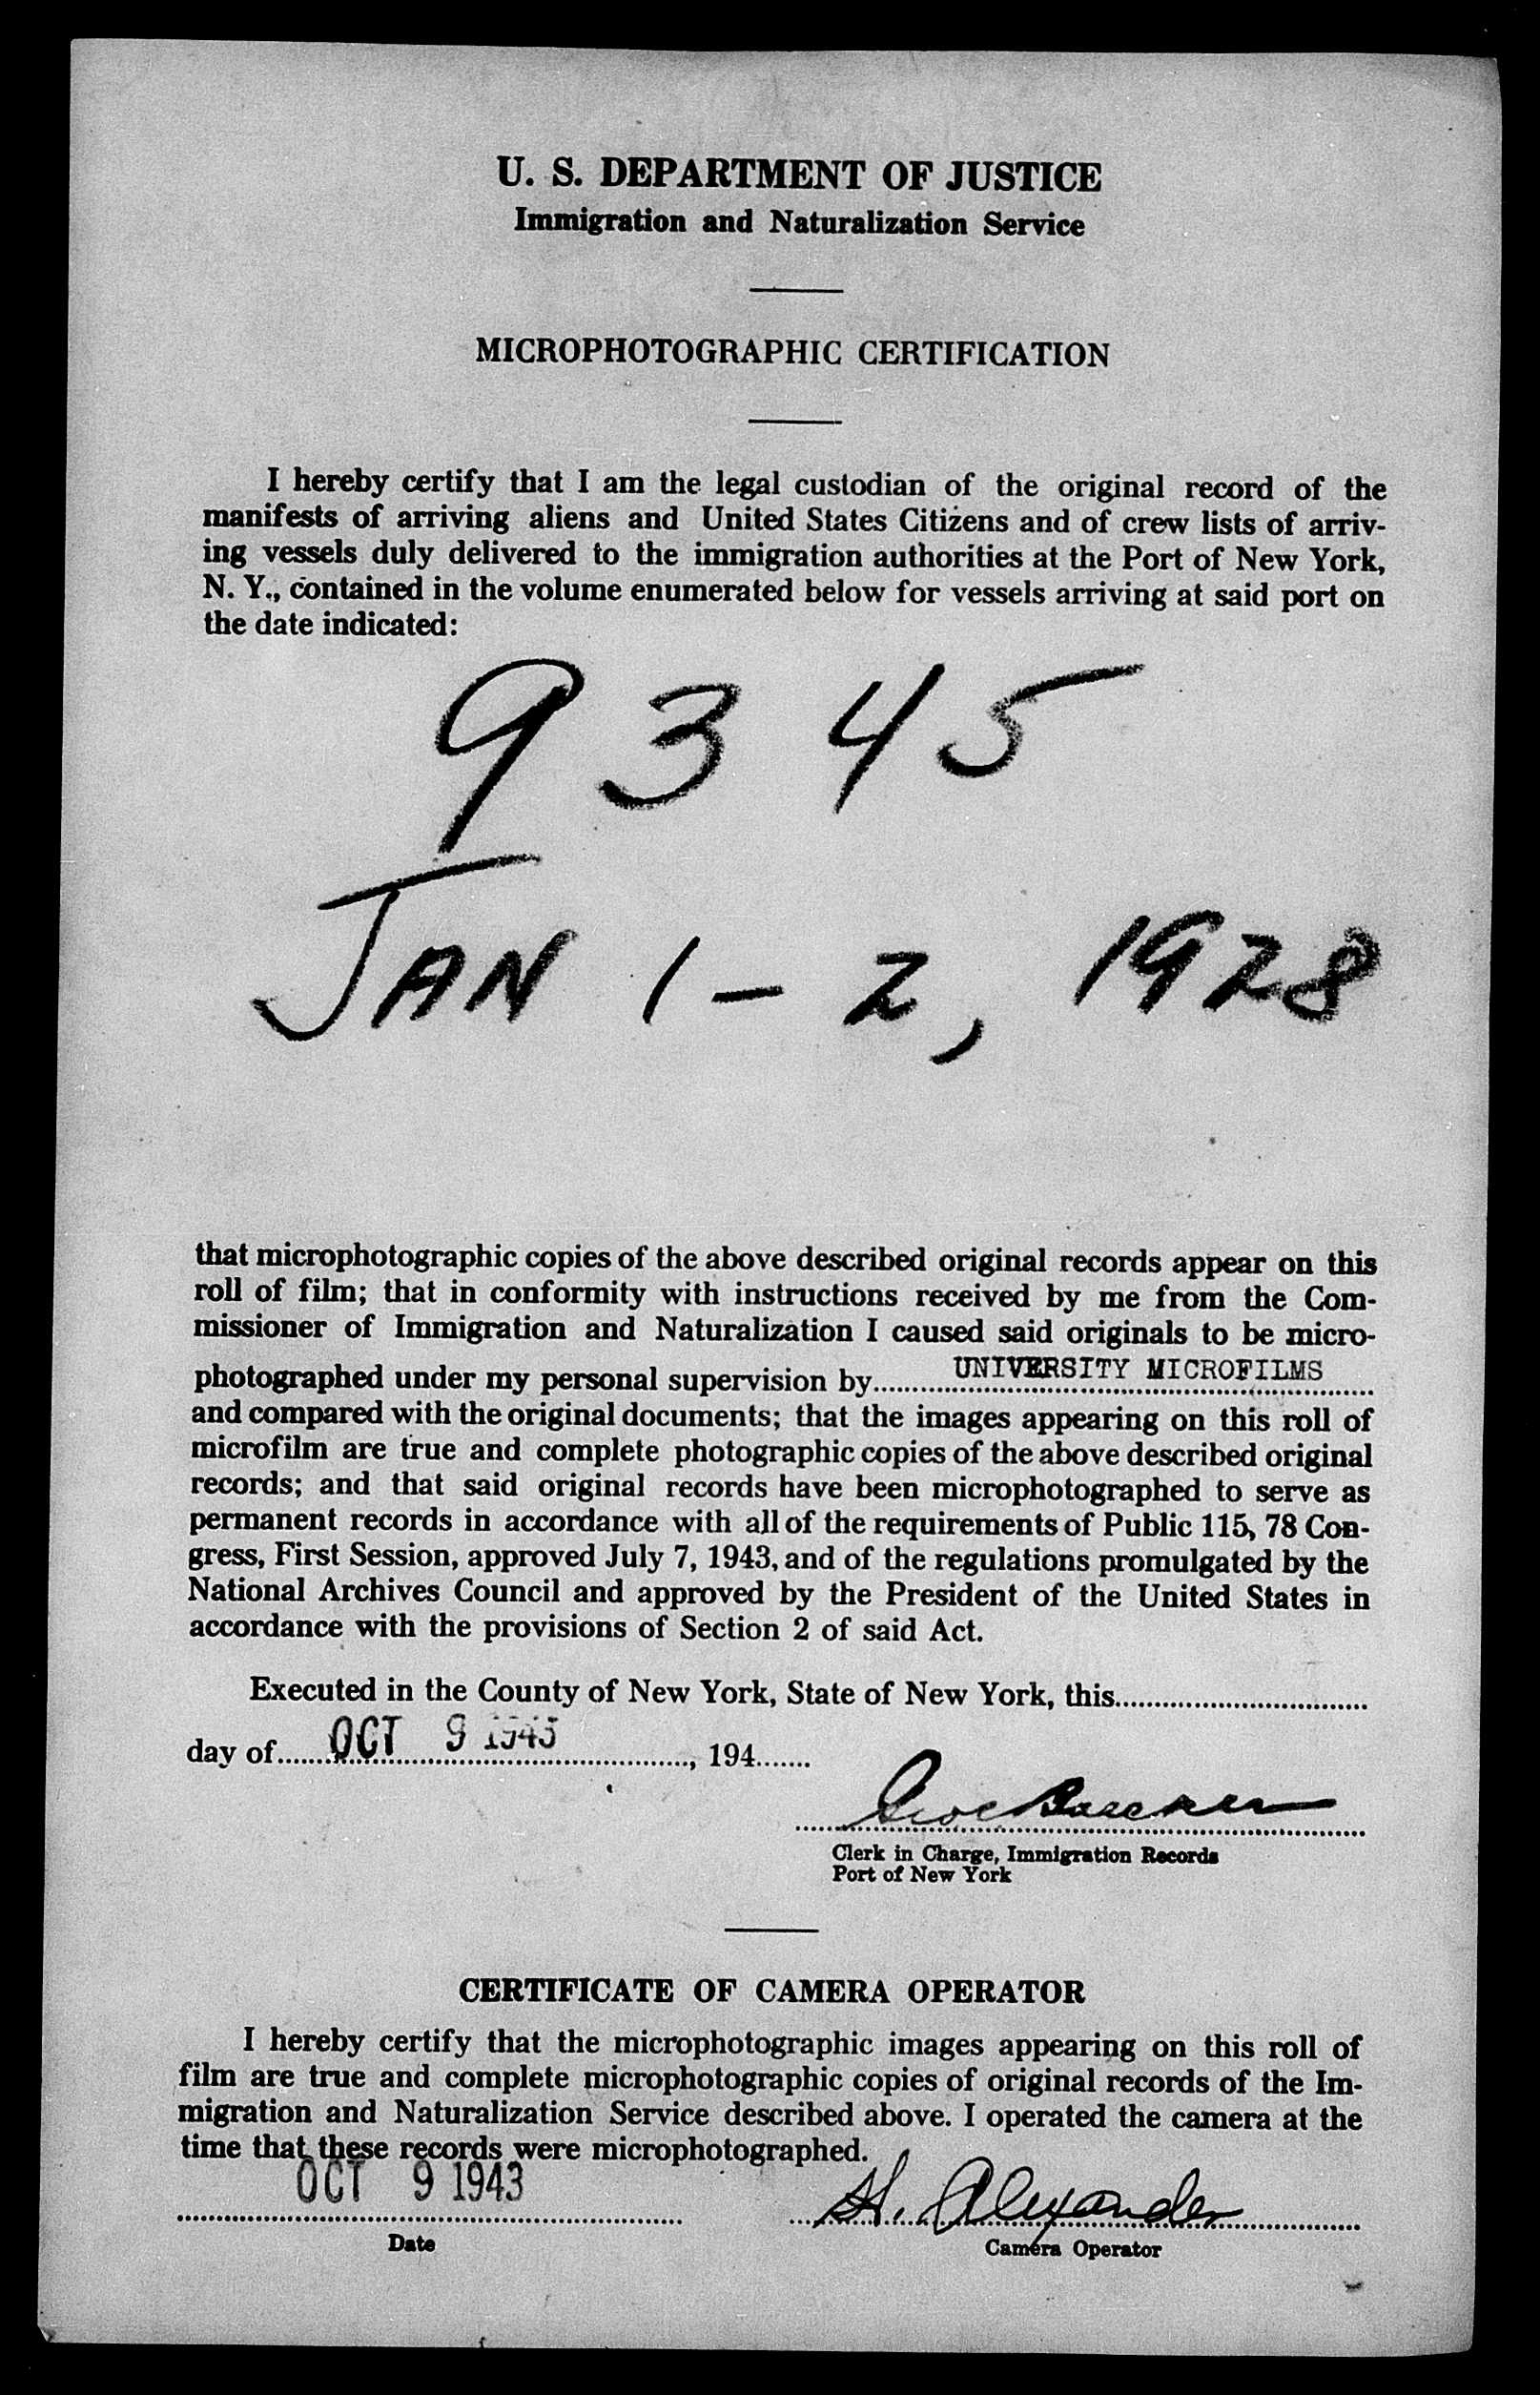 U. S. DEPARTMENT OF JUSTICE
Immigration and Naturalization Service
MICROPHOTOGRAPHIC CERTIFICATION
I hereby certify that I am the legal custodian of the original record of the
manifests of arriving aliens and United States Citizens and of crew lists of arriv-
ing vessels duly delivered to the immigration authorities at the Port of New York,
N. Y., contained in the volume enumerated below for vessels arriving at said port on
the date indicated:
9345
JAN 1 - 2, 1928
that microphotographic copies of the above described original records appear on this
roll of film; that in conformity with instructions received by me from the Com-
missioner of Immigration and Naturalization I caused said originals to be micro-
photographed under my personal supervision by UNIVERSITY MICROFILMS
and compared with the original documents; that the images appearing on this roll of
microfilm are true and complete photographic copies of the above described original
records; and that said original records have been microphotographed to serve as
permanent records in accordance with all of the requirements of Public 115, 78 Con-
gress, First Session, approved July 7, 1943, and of the regulations promulgated by the
National Archives Council and approved by the President of the United States in
accordance with the provisions of Section 2 of said Act.
Executed in the County of New York, State of New York, this
day of OCT 9 1943, 194
Clerk in Charge, Immigration Records
Port of New York
CERTIFICATE OF CAMERA OPERATOR
I hereby certify that the microphotographic images appearing on this roll of
film are true and complete microphotographic copies of original records of the Im-
migration and Naturalization Service described above. I operated the camera at the
time that these records were microphotographed.
OCT 9 1943 H. Alexander
Date Camera Operator